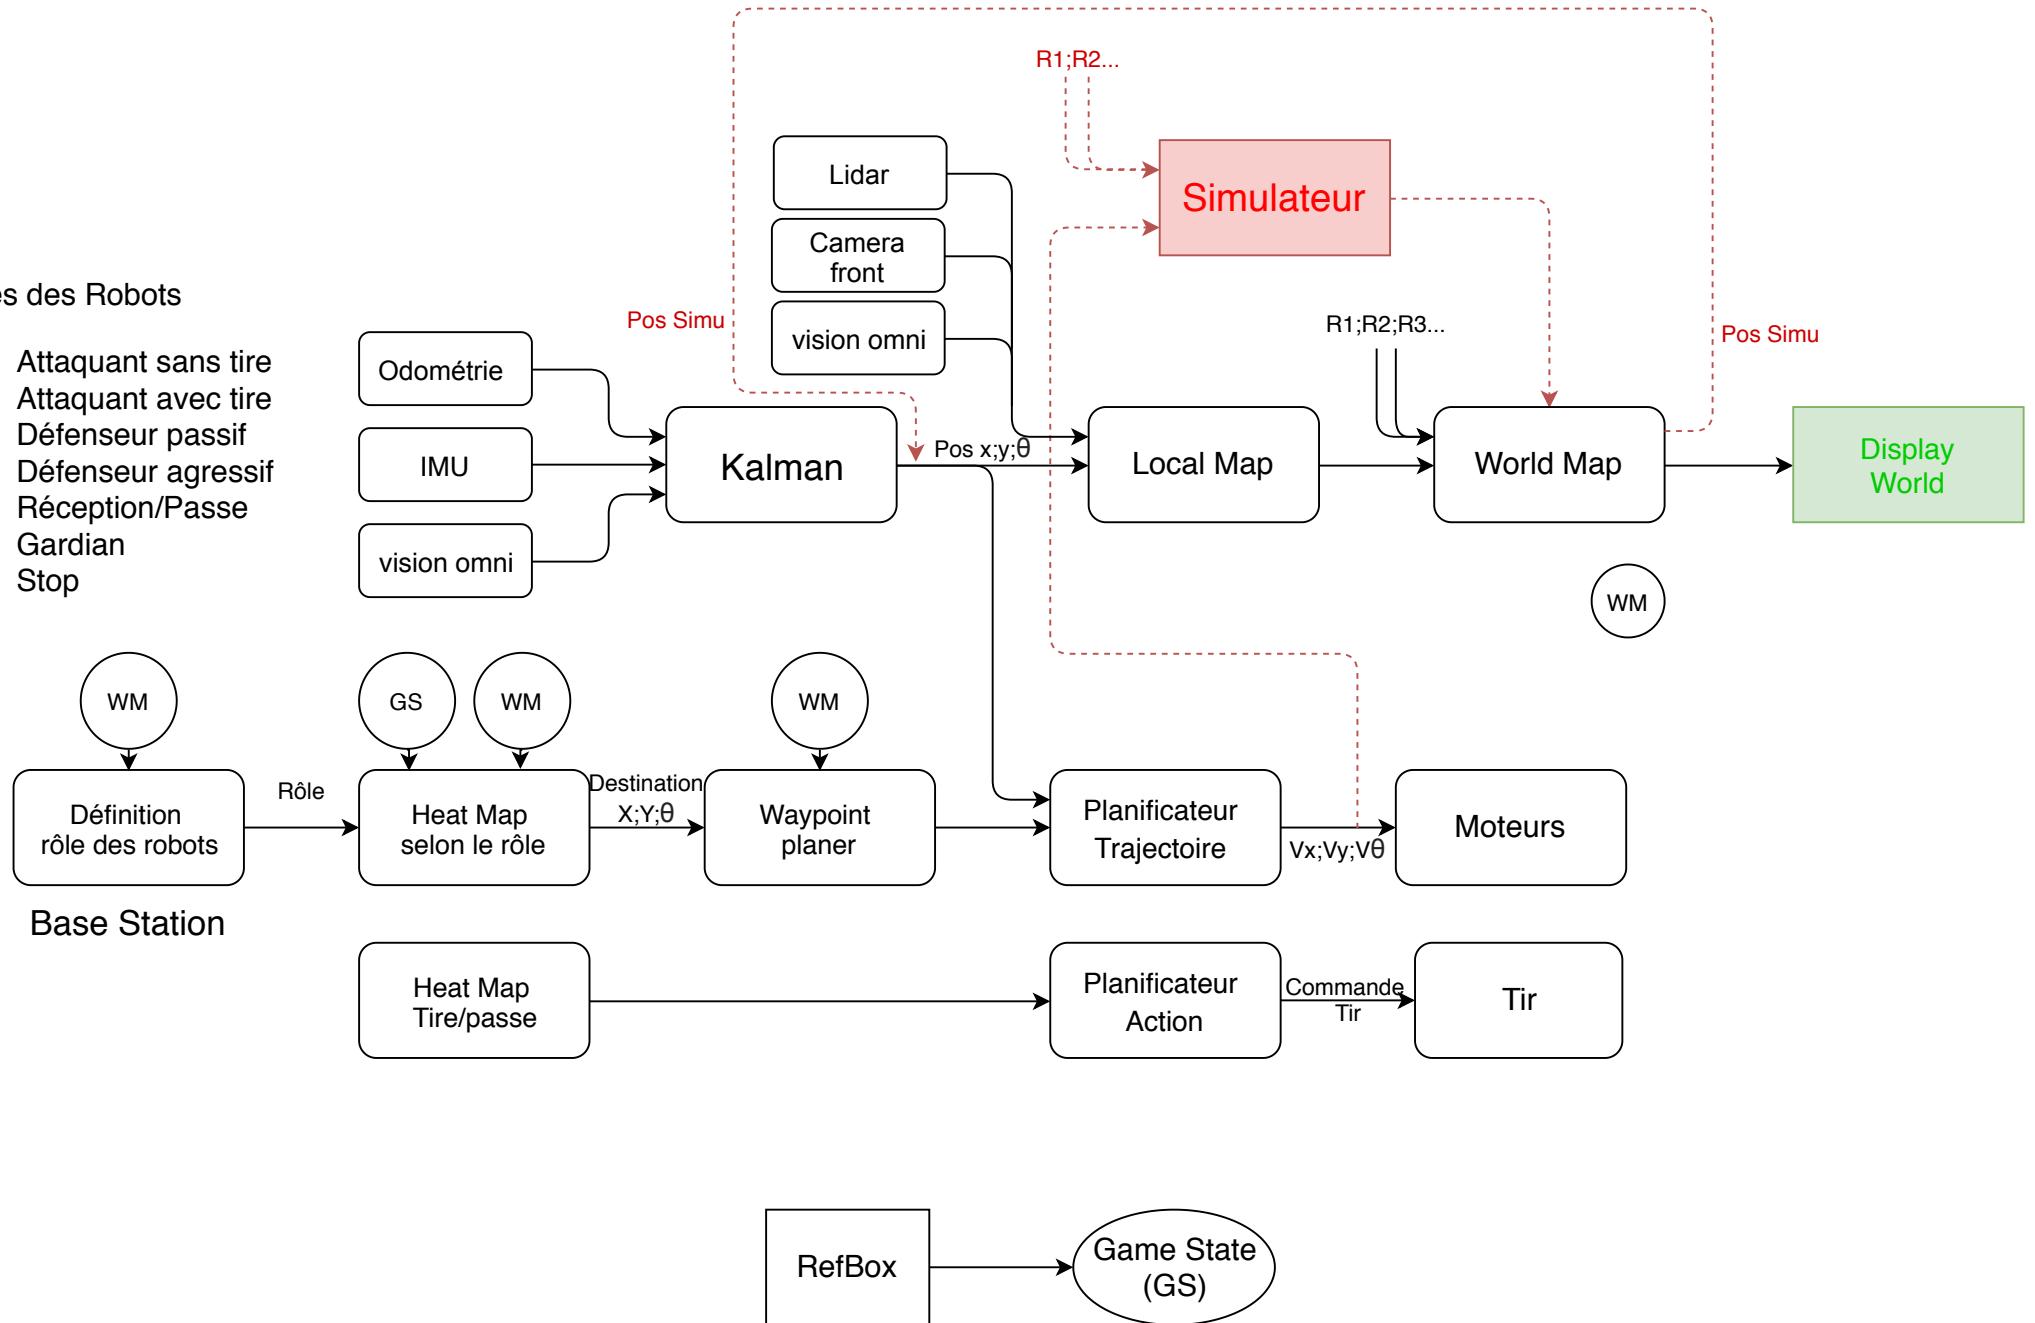 R1;R2...
Lidar
Simulateur
Camera
front
des Robots
Pos Simu
vision omni
R1;R2;R3...
Pos Simu
Attaquant sans tire
Attaquant avec tire
Défenseur passif
Défenseur agressif
Réception/Passe
Gardian
Stop
Odométrie
IMU
vision omni
Kalman
Pos x;y;θ
Local Map
World Map
Display
World
WM
WM
GS
WM
WM
Définition
rôle des robots
Rôle
Heat Map
selon le rôle
Destination
X;Y;θ
Waypoint
planer
Planificateur
Trajectoire
Vx;Vy;Vθ
Moteurs
Base Station
Heat Map
Tire/passe
Planificateur
Action
Commande
Tir
Tir
RefBox
Game State
(GS)